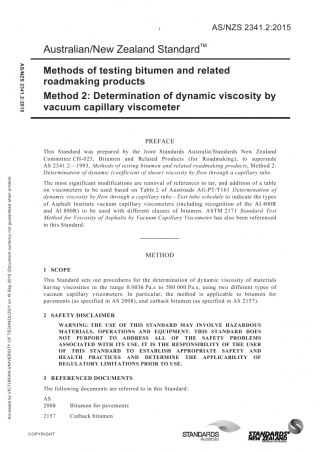 1
AS/NZS 2341.2:2015
AS/NZS 2341.2:2015
Australian/New Zealand Standard™
Methods of testing bitumen and related
roadmaking products
Method 2: Determination of dynamic viscosity by
vacuum capillary viscometer
PREFACE
This Standard was prepared by the Joint Standards Australia/Standards New Zealand
Committee CH-025, Bitumen and Related Products (for Roadmaking), to supersede
AS 2341.2—1993, Methods of testing bitumen and related roadmaking products, Method 2:
Determination of dynamic (coefficient of shear) viscosity by flow through a capillary tube.
The most significant modifications are removal of references to tar, and addition of a table
on viscometers to be used based on Table 2 of Austroads AG:PT/T161 Determination of
dynamic viscosity by flow through a capillary tube—Test tube schedule to indicate the types
of Asphalt Institute vacuum capillary viscometers (including recognition of the AI 400R
and AI 800R) to be used with different classes of bitumen. ASTM 2171 Standard Test
Method for Viscosity of Asphalts by Vacuum Capillary Viscometer has also been referenced
in this Standard.
METHOD
1 SCOPE
This Standard sets out procedures for the determination of dynamic viscosity of materials
having viscosities in the range 0.0036 Pa.s to 580 000 Pa.s, using two different types of
vacuum capillary viscometers. In particular, the method is applicable to bitumen for
pavements (as specified in AS 2008), and cutback bitumen (as specified in AS 2157).
2 SAFETY DISCLAIMER
WARNING: THE USE OF THIS STANDARD MAY INVOLVE HAZARDOUS
MATERIALS, OPERATIONS AND EQUIPMENT. THIS STANDARD DOES
NOT PURPORT TO ADDRESS ALL OF THE SAFETY PROBLEMS
ASSOCIATED WITH ITS USE. IT IS THE RESPONSIBILITY OF THE USER
OF THIS STANDARD TO ESTABLISH APPROPRIATE SAFETY AND
HEALTH PRACTICES AND DETERMINE THE APPLICABILITY OF
REGULATORY LIMITATIONS PRIOR TO USE.
3 REFERENCED DOCUMENTS
The following documents are referred to in this Standard:
AS
2008 Bitumen for pavements
2157 Cutback bitumen
Accessed by VICTORIAN UNIVERSITY OF TECHNOLOGY on 16 Sep 2016 (Document currency not guaranteed when printed)
COPYRIGHT
STANDARDS
Australia
STANDARDS
NEW ZEALAND